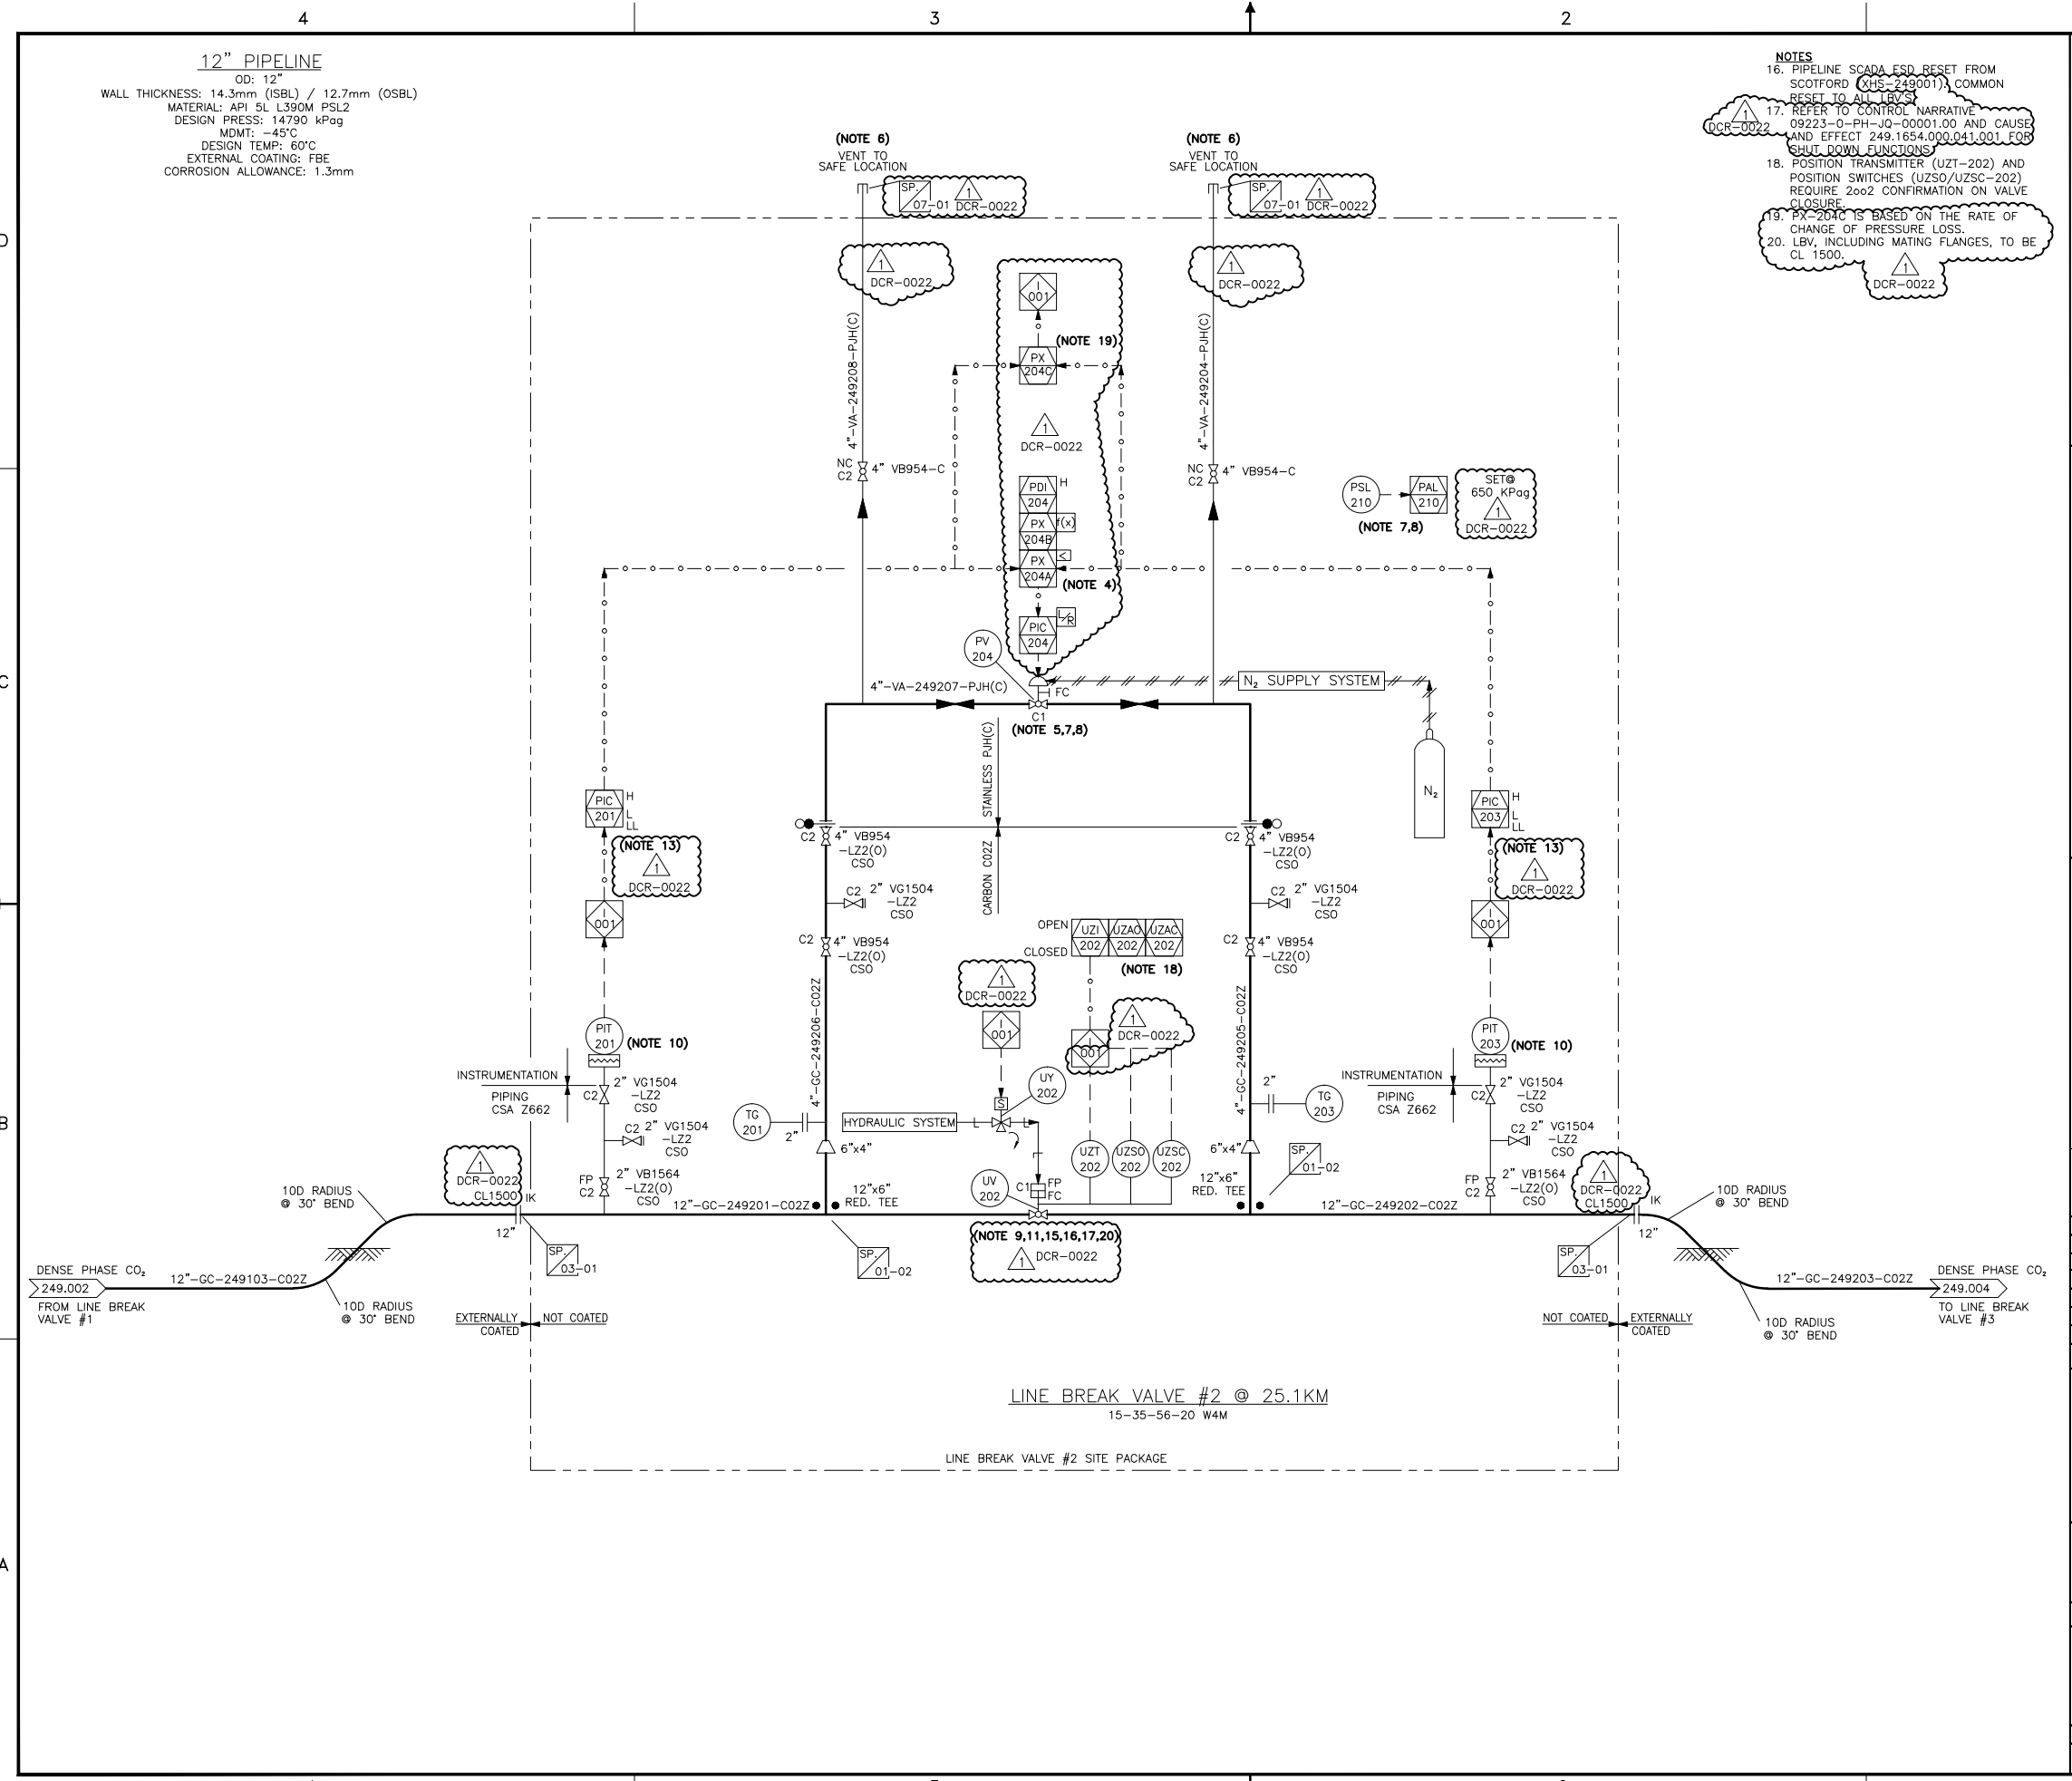 4
3
2
D
C
B
A
12" PIPELINE
OD: 12"
WALL THICKNESS: 14.3mm (ISBL) / 12.7mm (OSBL)
MATERIAL: API 5L L390M PSL2
DESIGN PRESS: 14790 kPag
MDMT: -45°C
DESIGN TEMP: 60°C
EXTERNAL COATING: FBE
CORROSION ALLOWANCE: 1.3mm
NOTES
16. PIPELINE SCADA ESD RESET FROM
SCOTFORD (XHS-249001). COMMON
RESET TO ALL LBV'S
17. REFER TO CONTROL NARRATIVE
09223-0-PH-JQ-00001.00 AND CAUSE
AND EFFECT 249.1654.000.041.001 FOR
SHUT DOWN FUNCTIONS
1
DCR-0022
18. POSITION TRANSMITTER (UZT-202) AND
POSITION SWITCHES (UZSO/UZSC-202)
REQUIRE 2oo2 CONFIRMATION ON VALVE
CLOSURE.
19. PX-204C IS BASED ON THE RATE OF
CHANGE OF PRESSURE LOSS.
20. LBV, INCLUDING MATING FLANGES, TO BE
CL 1500.
1
DCR-0022
(NOTE 6)
VENT TO
SAFE LOCATION
SP.
07-01
1
DCR-0022
1
DCR-0022
4"-VA-249208-PJH(C)
NC
C2
4" VB954-C
(NOTE 6)
VENT TO
SAFE LOCATION
SP.
07-01
1
DCR-0022
1
DCR-0022
4"-VA-249204-PJH(C)
NC
C2
4" VB954-C
I
001
(NOTE 19)
PX
204C
1
DCR-0022
PDI
204
H
PX
204B
f(x)
PX
204A
<
(NOTE 4)
PIC
204
L/R
PV
204
FC
C1
(NOTE 5,7,8)
4"-VA-249207-PJH(C)
PSL
210
PAL
210
(NOTE 7,8)
SET@
650 KPag
1
DCR-0022
N₂ SUPPLY SYSTEM
N₂
STAINLESS PJH(C)
CARBON C02Z
PIC
201
H
L
LL
(NOTE 13)
1
DCR-0022
I
001
PIT
201
(NOTE 10)
INSTRUMENTATION
PIPING
CSA Z662
C2
2" VG1504
-LZ2
CSO
C2 2" VG1504
-LZ2
CSO
FP
C2
2" VB1564
-LZ2(O)
CSO
C2
4" VB954
-LZ2(O)
CSO
C2 2" VG1504
-LZ2
CSO
C2
4" VB954
-LZ2(O)
CSO
4"-GC-249206-C02Z
TG
201
2"
6"x4"
12"x6"
RED. TEE
OPEN
CLOSED
UZI
202
UZAO
202
UZAC
202
(NOTE 18)
1
DCR-0022
I
001
1
DCR-0022
001
UY
202
S
HYDRAULIC SYSTEM
L
L
UZT
202
UZSO
202
UZSC
202
UV
202
C1
FP
FC
(NOTE 9,11,15,16,17,20)
1
DCR-0022
C2
4" VB954
-LZ2(O)
CSO
C2 2" VG1504
-LZ2
CSO
C2
4" VB954
-LZ2(O)
CSO
4"-GC-249205-C02Z
2"
TG
203
6"x4"
12"x6"
RED. TEE
SP.
01-02
PIC
203
H
L
LL
(NOTE 13)
1
DCR-0022
I
001
PIT
203
(NOTE 10)
INSTRUMENTATION
PIPING
CSA Z662
C2
2" VG1504
-LZ2
CSO
C2 2" VG1504
-LZ2
CSO
FP
C2
2" VB1564
-LZ2(O)
CSO
1
DCR-0022
CL1500
IK
12"
SP.
03-01
10D RADIUS
@ 30° BEND
10D RADIUS
@ 30° BEND
DENSE PHASE CO₂
249.002
FROM LINE BREAK
VALVE #1
12"-GC-249103-C02Z
12"-GC-249201-C02Z
SP.
01-02
12"-GC-249202-C02Z
1
DCR-0022
CL1500
IK
12"
SP.
03-01
10D RADIUS
@ 30° BEND
10D RADIUS
@ 30° BEND
12"-GC-249203-C02Z
DENSE PHASE CO₂
249.004
TO LINE BREAK
VALVE #3
EXTERNALLY
COATED
NOT COATED
NOT COATED
EXTERNALLY
COATED
LINE BREAK VALVE #2 @ 25.1KM
15-35-56-20 W4M
LINE BREAK VALVE #2 SITE PACKAGE